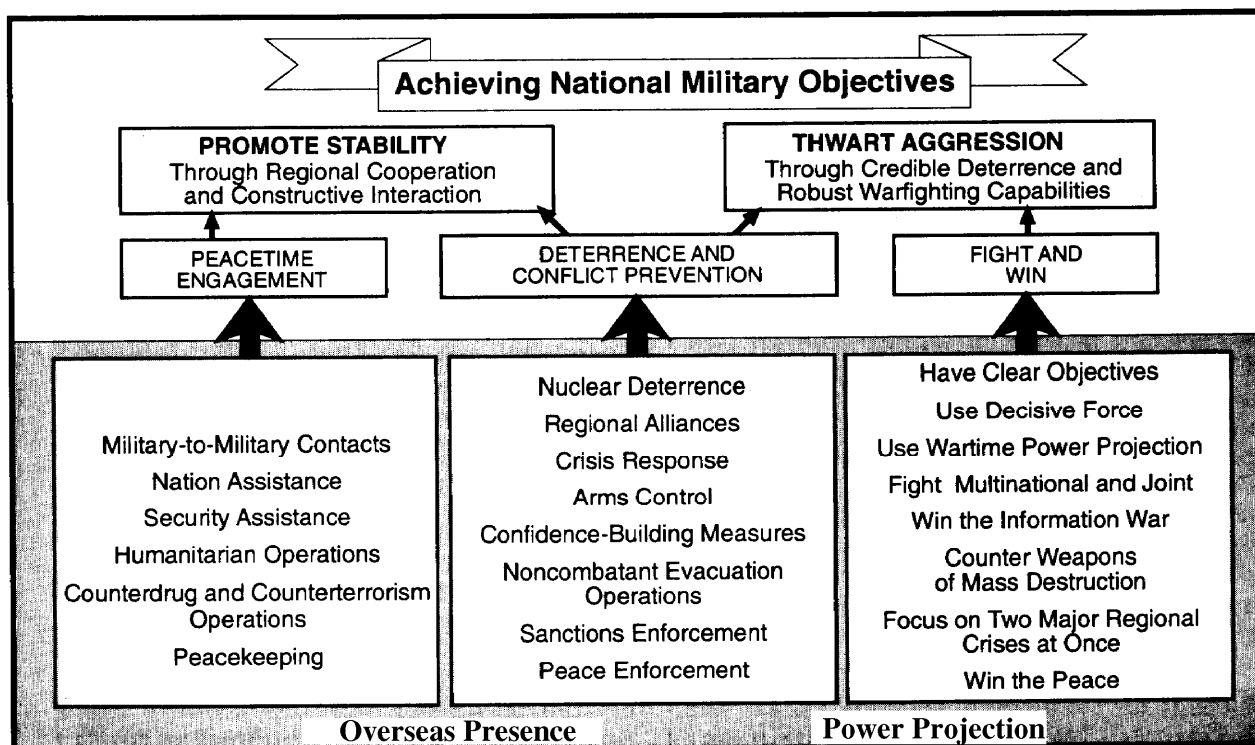 Achieving National Military Objectives
PROMOTE STABILITY
Through Regional Cooperation
and Constructive Interaction
THWART AGGRESSION
Through Credible Deterrence and
Robust Warfighting Capabilities
PEACETIME
ENGAGEMENT
DETERRENCE AND
CONFLICT PREVENTION
FIGHT AND
WIN
Military-to-Military Contacts
Nation Assistance
Security Assistance
Humanitarian Operations
Counterdrug and Counterterrorism
Operations
Peacekeeping
Nuclear Deterrence
Regional Alliances
Crisis Response
Arms Control
Confidence-Building Measures
Noncombatant Evacuation
Operations
Sanctions Enforcement
Peace Enforcement
Have Clear Objectives
Use Decisive Force
Use Wartime Power Projection
Fight Multinational and Joint
Win the Information War
Counter Weapons
of Mass Destruction
Focus on Two Major Regional
Crises at Once
Win the Peace
Overseas Presence
Power Projection